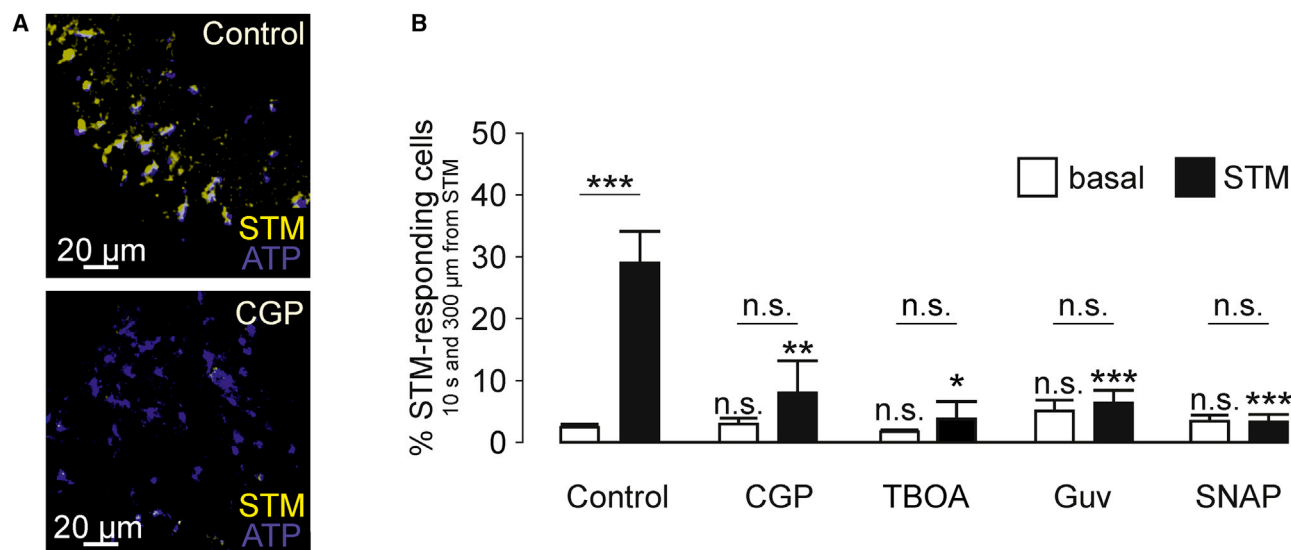 A
Control
STM
ATP
20 μm
CGP
STM
ATP
20 μm
B
% STM-responding cells
10 s and 300 μm from STM
50
40
30
20
10
0
basal STM
***
n.s. n.s. n.s. n.s.
n.s. ** n.s. * n.s. *** n.s. ***
Control CGP TBOA Guv SNAP